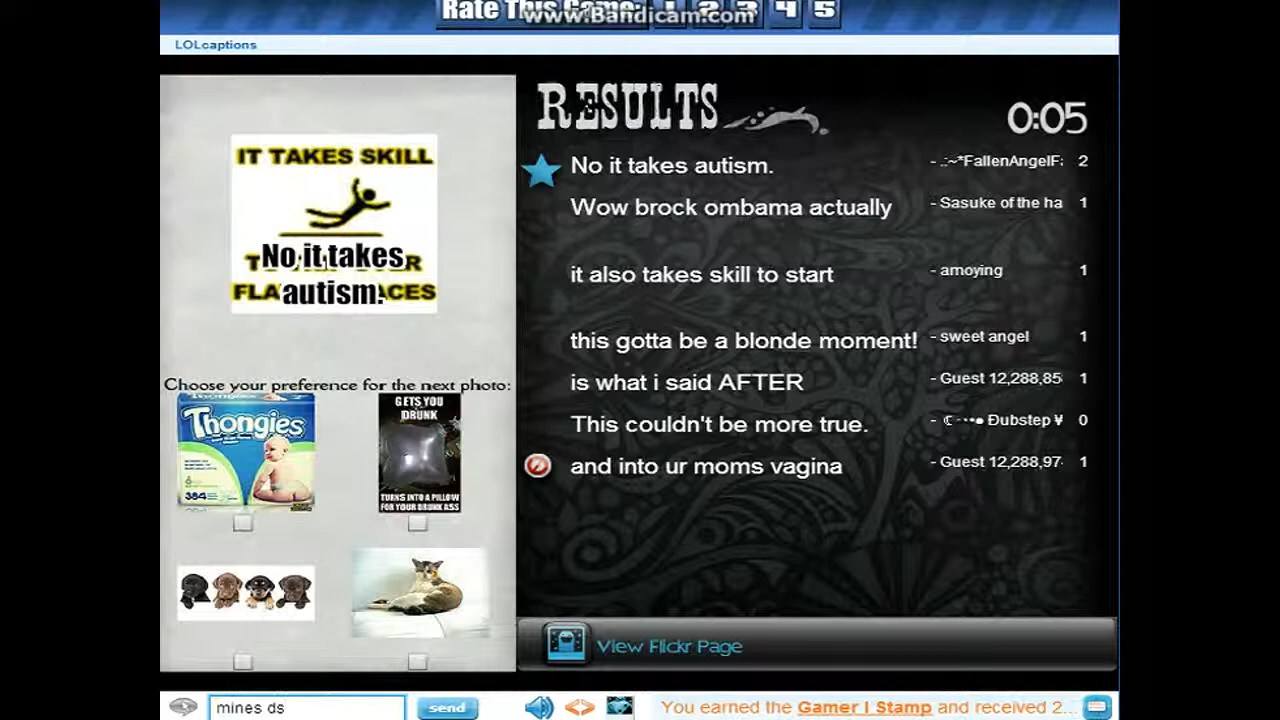 Rate This Game: 1 2 3 4 5
www.Bandicam.com
LOLcaptions
IT TAKES SKILL
No it takes
autism.
RESULTS
0:05
No it takes autism. - .:~*FallenAngelF: 2
Wow brock ombama actually - Sasuke of the ha 1
it also takes skill to start - amoying 1
this gotta be a blonde moment! - sweet angel 1
is what i said AFTER - Guest 12,288,85 1
This couldn't be more true. - ☾ ···• Đubstep ¥ 0
and into ur moms vagina - Guest 12,288,97 1
Choose your preference for the next photo:
Thongies
384
GETS YOU
DRUNK
TURNS INTO A PILLOW
FOR YOUR DRUNK ASS
View Flickr Page
mines ds
send
You earned the Gamer I Stamp and received 2...